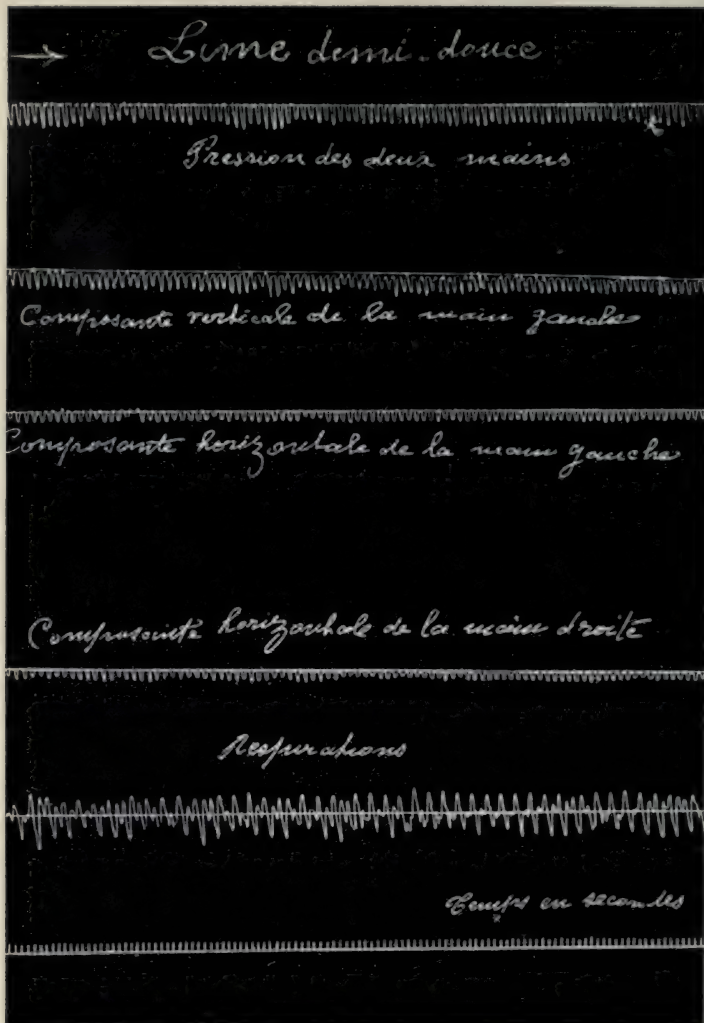 Lime demi-douce
Pression des deux mains
Composante verticale de la main gauche
Composante horizontale de la main gauche
Composante horizontale de la main droite
Respirations
Temps en secondes